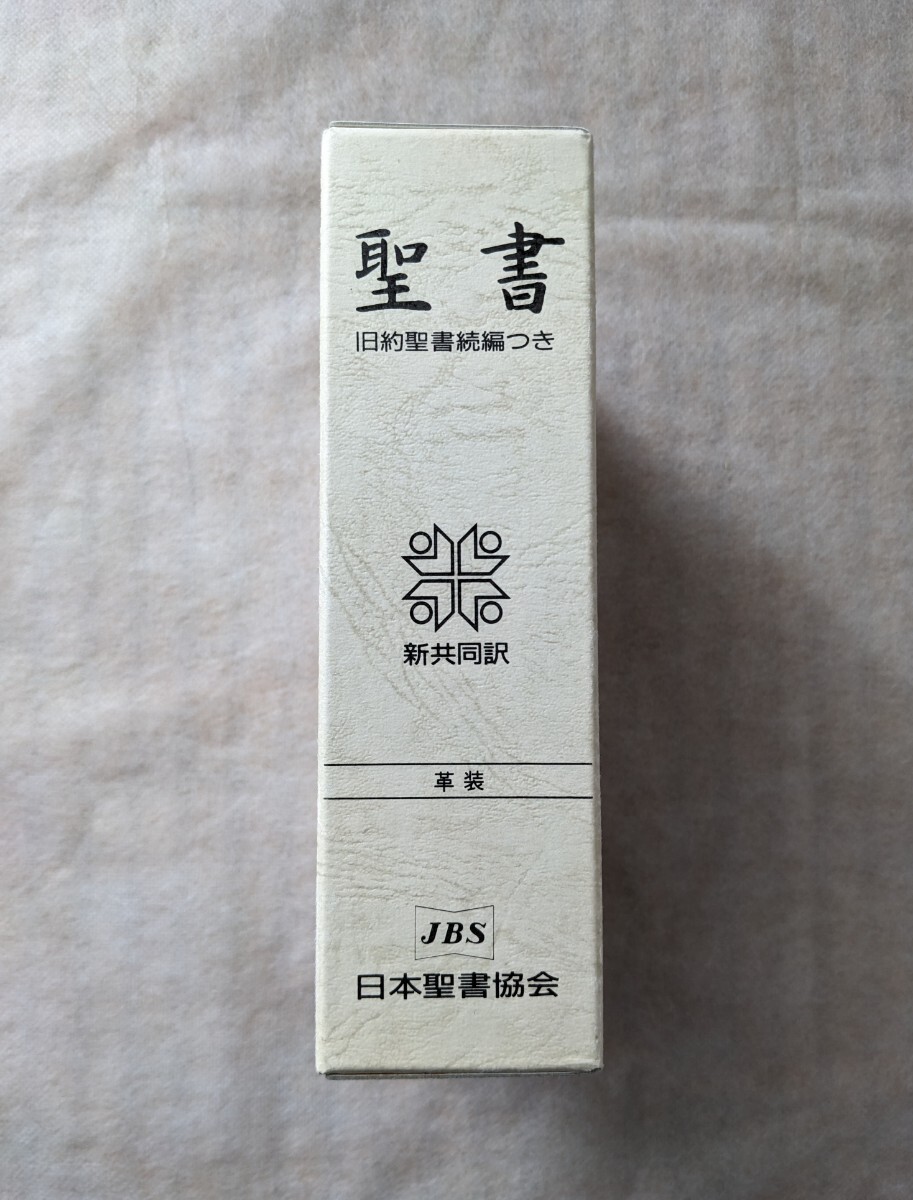 聖書
旧約聖書続編つき
新共同訳
革装
JBS
日本聖書協会